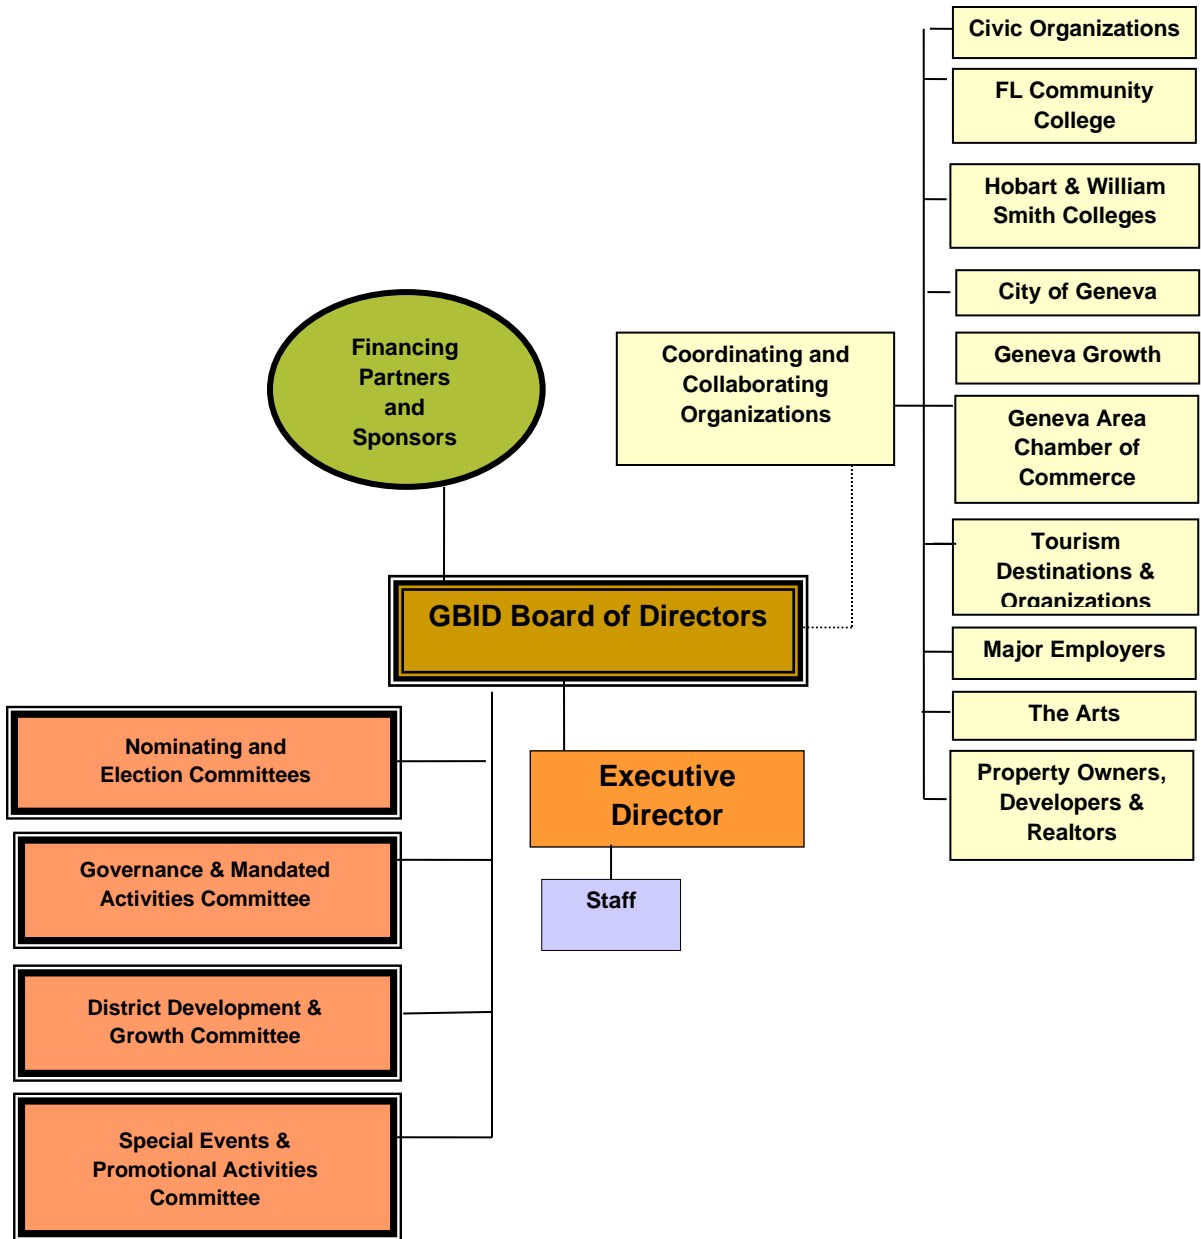 Civic Organizations
FL Community
College
Hobart & William
Smith Colleges
City of Geneva
Geneva Growth
Geneva Area
Chamber of
Commerce
Tourism
Destinations &
Organizations
Major Employers
The Arts
Property Owners,
Developers &
Realtors
Coordinating and
Collaborating
Organizations
Financing
Partners
and
Sponsors
GBID Board of Directors
Nominating and
Election Committees
Governance & Mandated
Activities Committee
District Development &
Growth Committee
Special Events &
Promotional Activities
Committee
Executive
Director
Staff